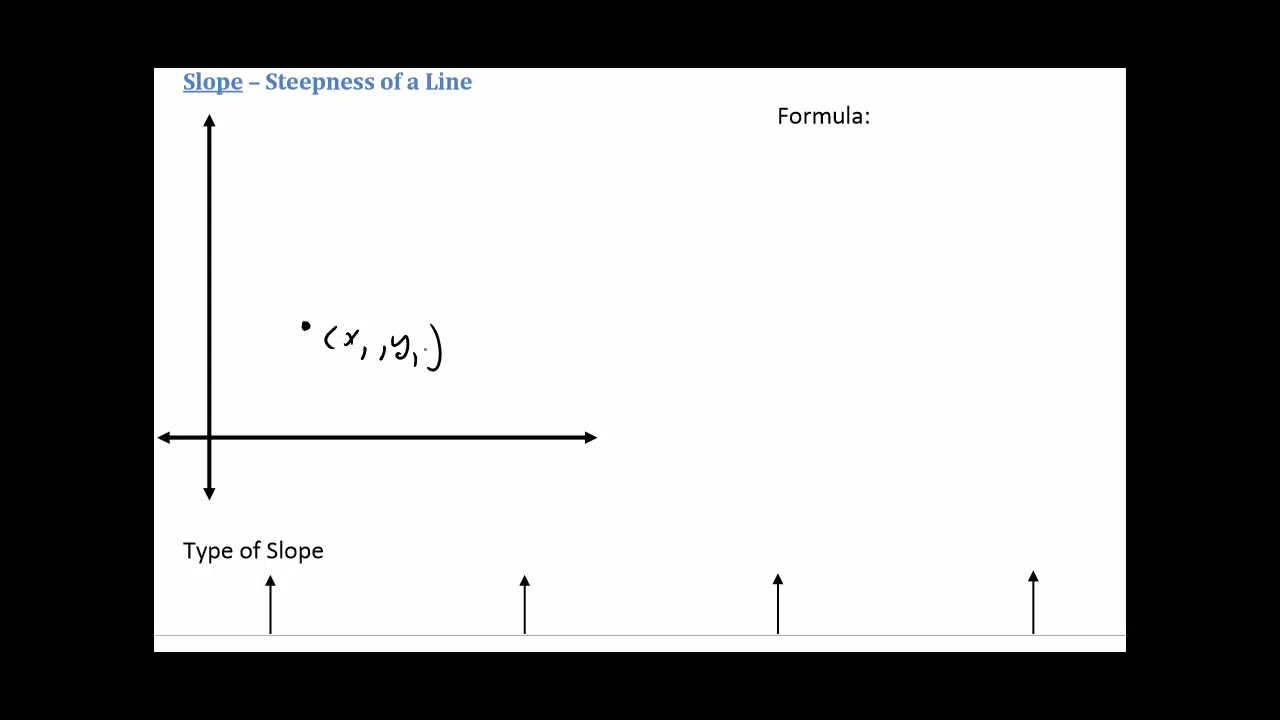 Slope – Steepness of a Line
Formula:
(x₁,y₁)
Type of Slope